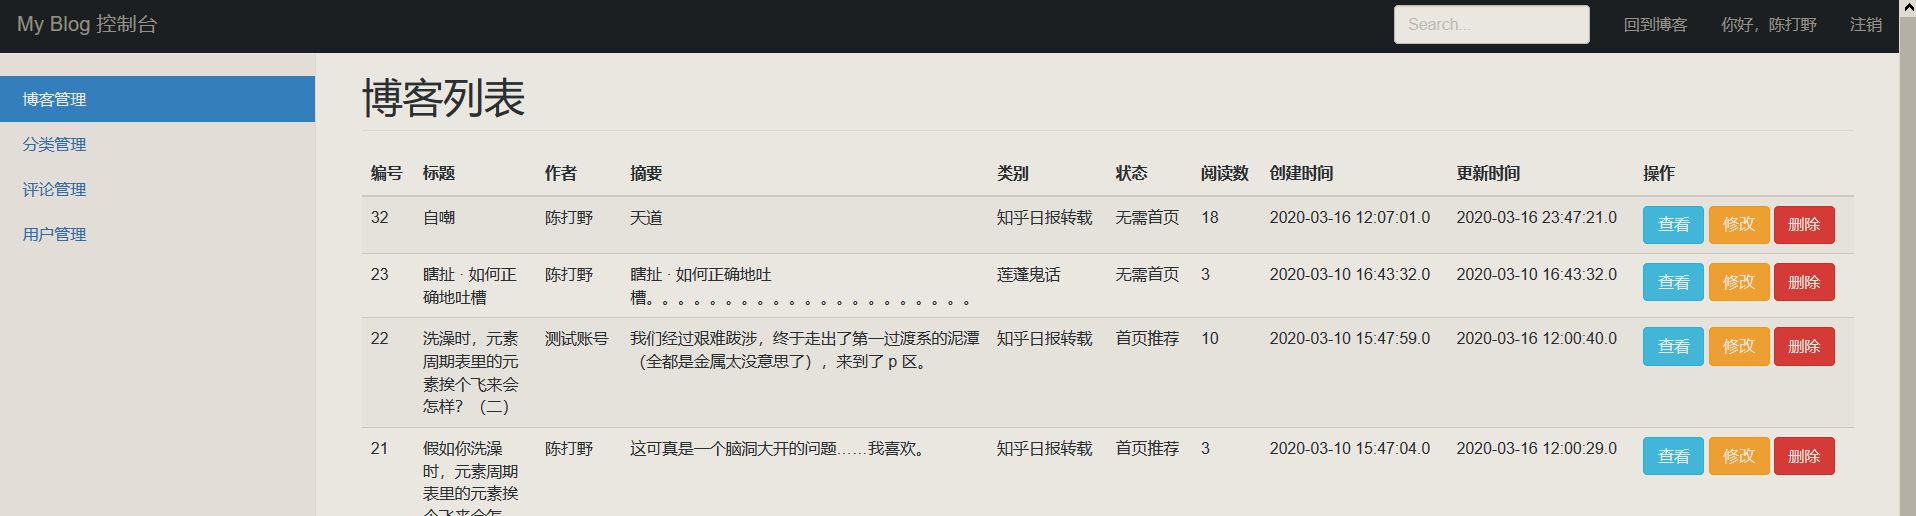 My Blog 控制台 Search... 回到博客 你好，陈打野 注销
博客管理
分类管理
评论管理
用户管理
博客列表
编号 标题 作者 摘要 类别 状态 阅读数 创建时间 更新时间 操作
32 自嘲 陈打野 天道 知乎日报转载 无需首页 18 2020-03-16 12:07:01.0 2020-03-16 23:47:21.0 查看 修改 删除
23 瞎扯 · 如何正 陈打野 瞎扯 · 如何正确地吐 莲蓬鬼话 无需首页 3 2020-03-10 16:43:32.0 2020-03-10 16:43:32.0 查看 修改 删除
确地吐槽 槽。。。。。。。。。。。。。。。。。。。。。
22 洗澡时，元素 测试账号 我们经过艰难跋涉，终于走出了第一过渡系的泥潭 知乎日报转载 首页推荐 10 2020-03-10 15:47:59.0 2020-03-16 12:00:40.0 查看 修改 删除
周期表里的元 （全都是金属太没意思了），来到了 p 区。
素挨个飞来会
怎样？（二）
21 假如你洗澡 陈打野 这可真是一个脑洞大开的问题……我喜欢。 知乎日报转载 首页推荐 3 2020-03-10 15:47:04.0 2020-03-16 12:00:29.0 查看 修改 删除
时，元素周期
表里的元素挨
个飞来会怎